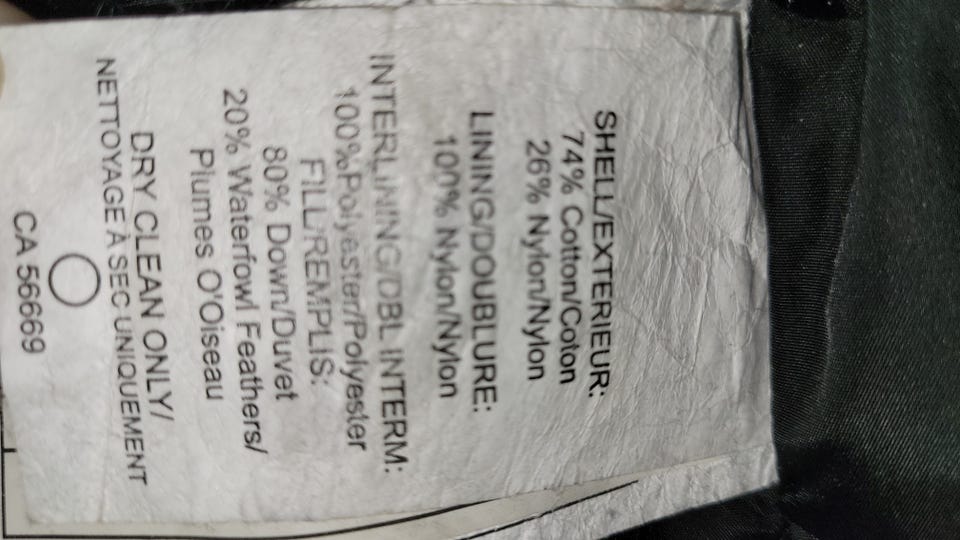 SHELL/EXTERIEUR:
74% Cotton/Coton
26% Nylon/Nylon
LINING/DOUBLURE:
100% Nylon/Nylon
INTERLINING/DBL INTERM:
100%Polyester/Polyester
FILL:REMPLIS:
80% Down/Duvet
20% Waterfowl Feathers/
Plumes O'Oiseau
DRY CLEAN ONLY/
NETTOYAGE À SEC UNIQUEMENT
CA 56669